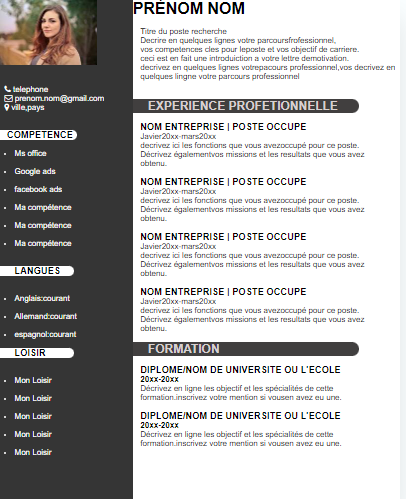 telephone
prenom.nom@gmail.com
ville,pays
COMPETENCE
Ms office
Google ads
facebook ads
Ma compétence
Ma compétence
Ma compétence
LANGUES
Anglais:courant
Allemand:courant
espagnol:courant
LOISIR
Mon Loisir
Mon Loisir
Mon Loisir
Mon Loisir
Mon Loisir
PRÉNOM NOM
Titre du poste recherche
Decrire en quelques lignes votre parcoursfrofessionnel,
vos competences cles pour leposte et vos objectif de carriere.
ceci est en fait une introduiction a votre lettre demotivation.
decrivez en quelques lignes votrepacours professionnel,vos decrivez en
quelques lingne votre parcours professionnel
EXPERIENCE PROFETIONNELLE
NOM ENTREPRISE | POSTE OCCUPE
Javier20xx-mars20xx
decrivez ici les fonctions que vous avezoccupé pour ce poste.
Décrivez égalementvos missions et les resultats que vous avez
obtenu.
NOM ENTREPRISE | POSTE OCCUPE
Javier20xx-mars20xx
decrivez ici les fonctions que vous avezoccupé pour ce poste.
Décrivez égalementvos missions et les resultats que vous avez
obtenu.
NOM ENTREPRISE | POSTE OCCUPE
Javier20xx-mars20xx
decrivez ici les fonctions que vous avezoccupé pour ce poste.
Décrivez égalementvos missions et les resultats que vous avez
obtenu.
NOM ENTREPRISE | POSTE OCCUPE
Javier20xx-mars20xx
decrivez ici les fonctions que vous avezoccupé pour ce poste.
Décrivez égalementvos missions et les resultats que vous avez
obtenu.
FORMATION
DIPLOME/NOM DE UNIVERSITE OU L'ECOLE
20xx-20xx
Décrivez en ligne les objectif et les spécialités de cette
formation.inscrivez votre mention si vousen avez eu une.
DIPLOME/NOM DE UNIVERSITE OU L'ECOLE
20xx-20xx
Décrivez en ligne les objectif et les spécialités de cette
formation.inscrivez votre mention si vousen avez eu une.